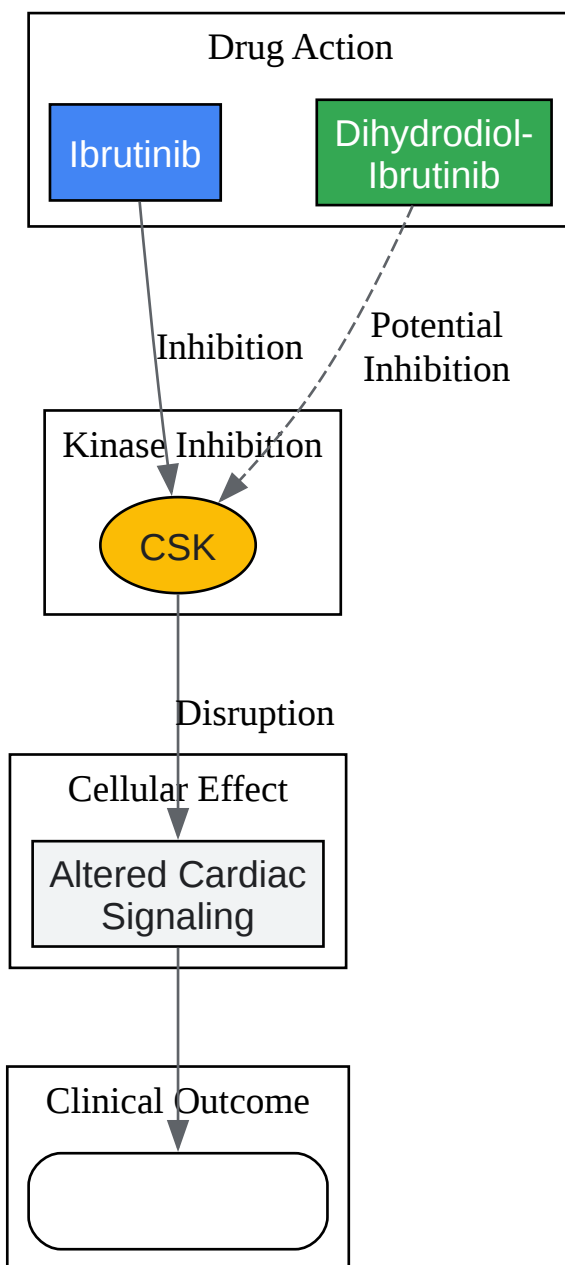 Drug Action
Ibrutinib
Dihydrodiol-
Ibrutinib
Inhibition
Potential
Inhibition
Kinase Inhibition
CSK
Disruption
Cellular Effect
Altered Cardiac
Signaling
Clinical Outcome